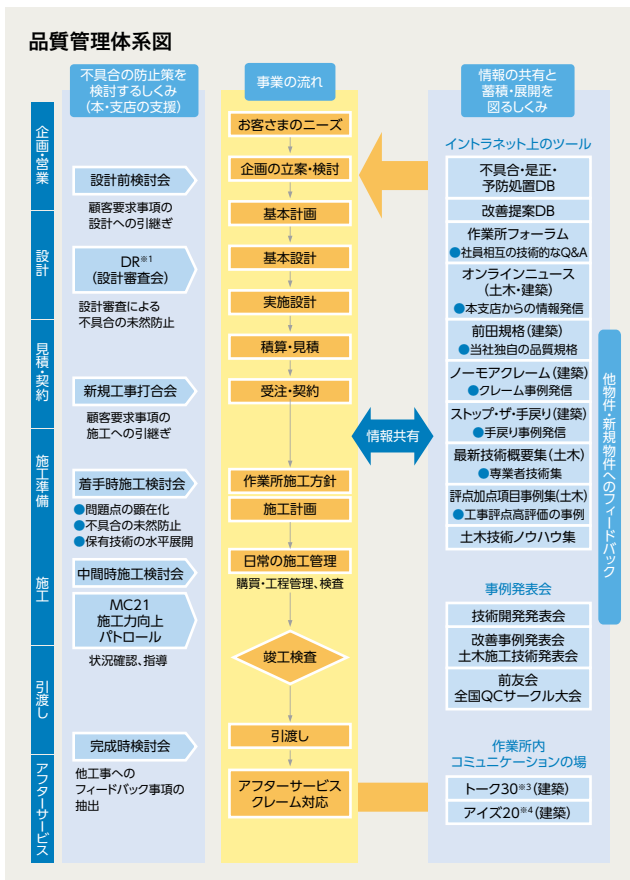 品質管理体系図
不具合の防止策を
検討するしくみ
(本・支店の支援)
事業の流れ
情報の共有と
蓄積・展開を
図るしくみ
企画・営業
設計
見積・契約
施工準備
施工
引渡し
アフターサービス
設計前検討会
顧客要求事項の
設計への引継ぎ
DR※1
(設計審査会)
設計審査による
不具合の未然防止
新規工事打合会
顧客要求事項の
施工への引継ぎ
着手時施工検討会
●問題点の顕在化
●不具合の未然防止
●保有技術の水平展開
中間時施工検討会
MC21
施工力向上
パトロール
状況確認、指導
完成時検討会
他工事への
フィードバック事項の
抽出
お客さまのニーズ
企画の立案・検討
基本計画
基本設計
実施設計
積算・見積
受注・契約
作業所施工方針
施工計画
日常の施工管理
購買・工程管理、検査
竣工検査
引渡し
アフターサービス
クレーム対応
情報共有
イントラネット上のツール
不具合・是正・
予防処置DB
改善提案DB
作業所フォーラム
●社員相互の技術的なQ&A
オンラインニュース
(土木・建築)
●本支店からの情報発信
前田規格(建築)
●当社独自の品質規格
ノーモアクレーム(建築)
●クレーム事例発信
ストップ・ザ・手戻り(建築)
●手戻り事例発信
最新技術概要集(土木)
●専業者技術集
評点加点項目事例集(土木)
●工事評点高評価の事例
土木技術ノウハウ集
事例発表会
技術開発発表会
改善事例発表会
土木施工技術発表会
前友会
全国QCサークル大会
作業所内
コミュニケーションの場
トーク30※3(建築)
アイズ20※4(建築)
他物件・新規物件へのフィードバック